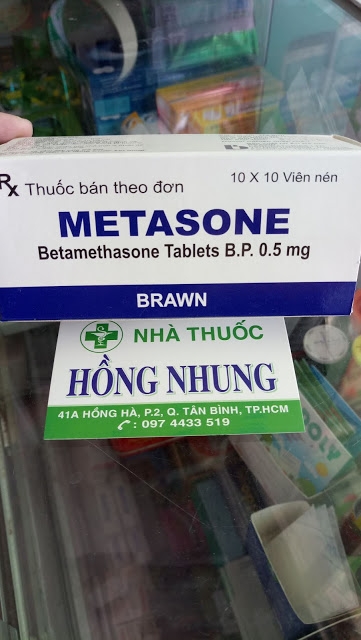 Rx Thuốc bán theo đơn
10 X 10 Viên nén
METASONE
Betamethasone Tablets B.P. 0.5 mg
BRAWN
NHÀ THUỐC
HỒNG NHUNG
41A HỒNG HÀ, P.2, Q. TÂN BÌNH, TP.HCM
: 097 4433 519
OLY